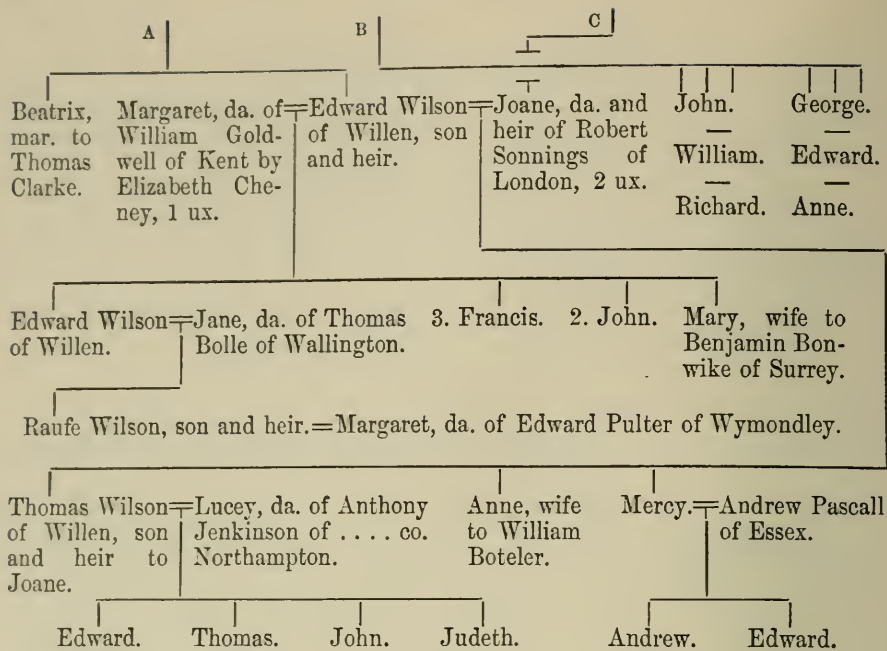 A B C
Beatrix, mar. to Thomas Clarke.
Margaret, da. of William Gold-
well of Kent by
Elizabeth Che-
ney, 1 ux.
Edward Wilson
of Willen, son
and heir.
Joane, da. and
heir of Robert
Sonnings of
London, 2 ux.
John.
—
William.
—
Richard.
George.
—
Edward.
—
Anne.
Edward Wilson
of Willen.
Jane, da. of Thomas
Bolle of Wallington.
3. Francis.
2. John.
Mary, wife to
Benjamin Bon-
wike of Surrey.
Raufe Wilson, son and heir.=Margaret, da. of Edward Pulter of Wymondley.
Thomas Wilson
of Willen, son
and heir to
Joane.
Lucey, da. of Anthony
Jenkinson of .... co.
Northampton.
Anne, wife
to William
Boteler.
Mercy.
Andrew Pascall
of Essex.
Edward. Thomas. John. Judeth. Andrew. Edward.